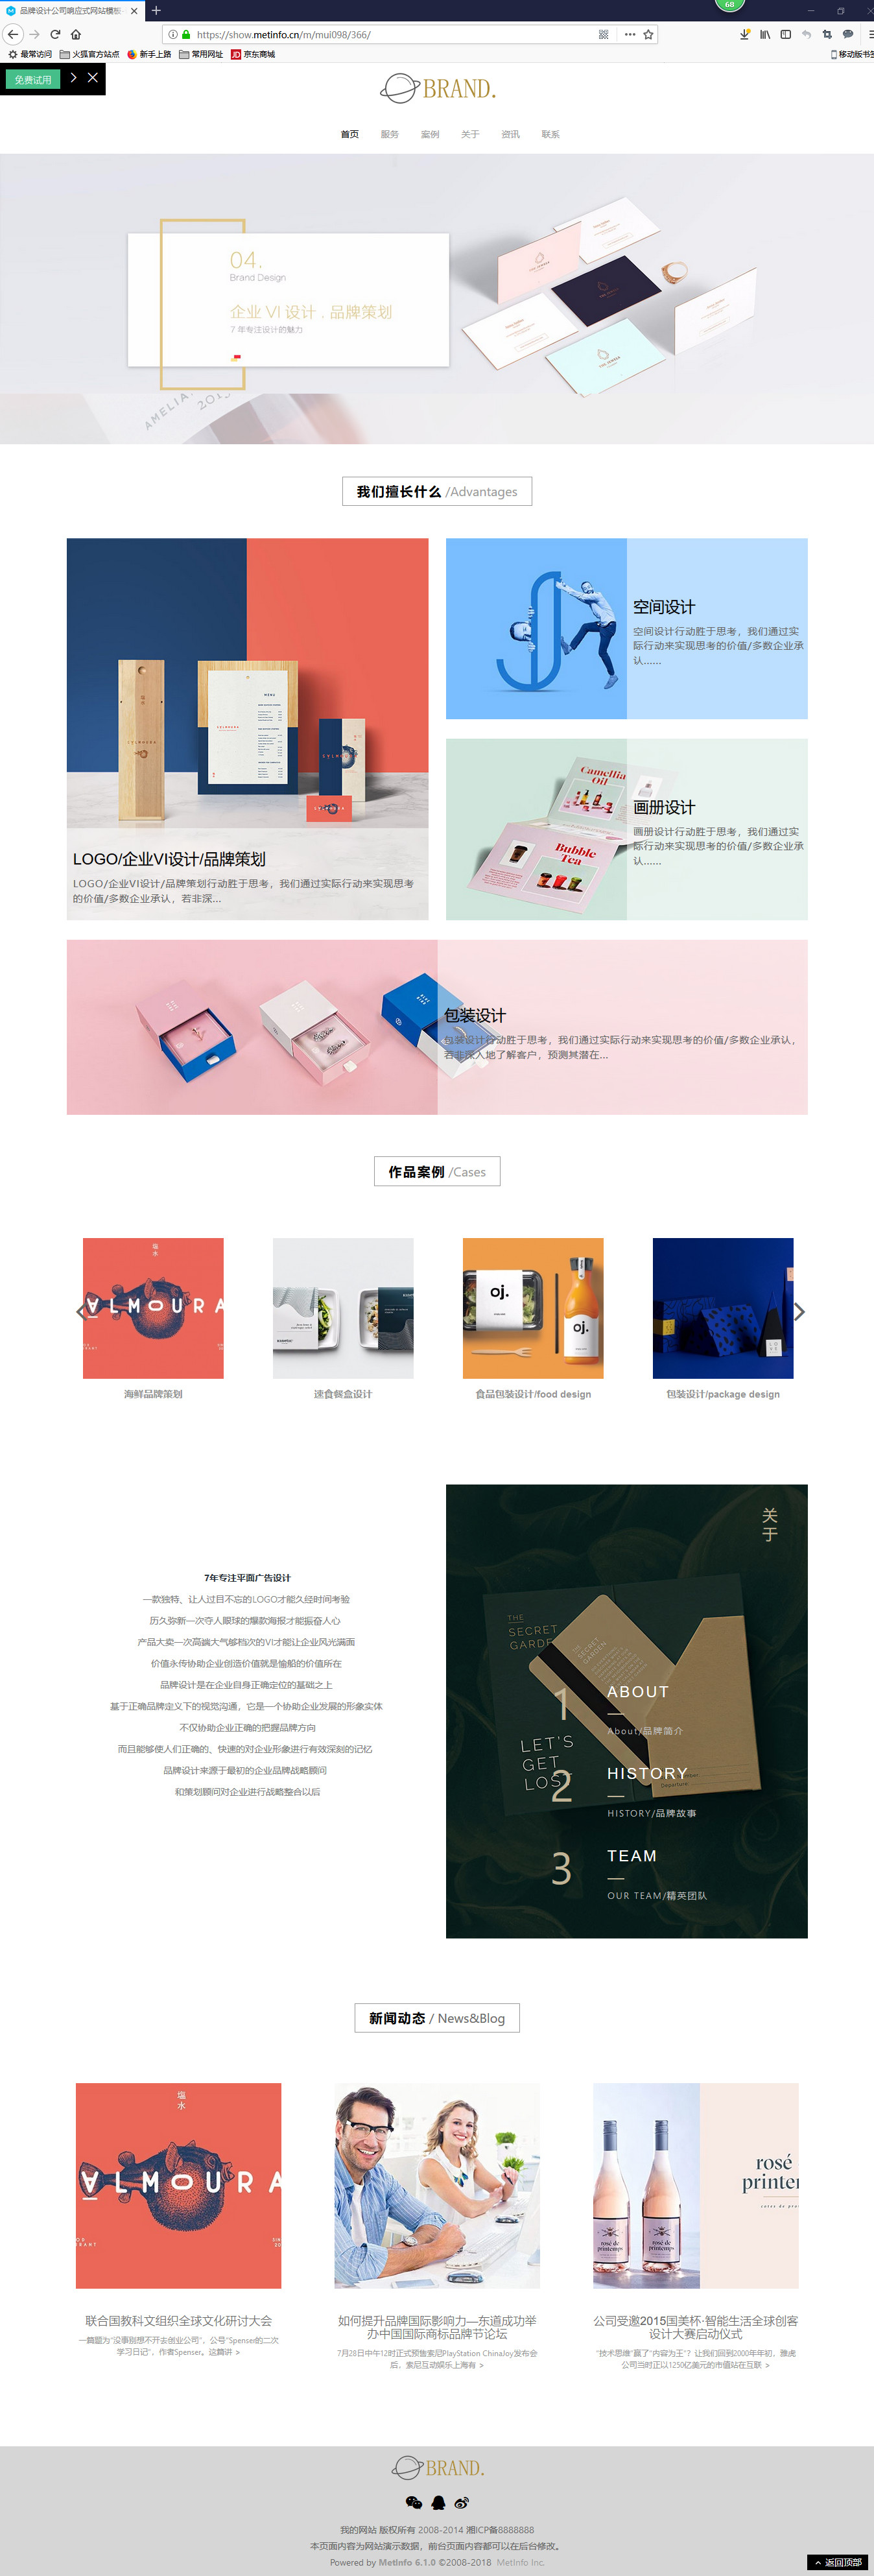 品牌设计公司响应式网站模板
68
https://show.metinfo.cn/m/mui098/366/
最常访问 火狐官方站点 新手上路 常用网址 JD 京东商城 移动版书签
免费试用
BRAND.
首页 服务 案例 关于 资讯 联系
04.
Brand Design
企业 VI 设计 . 品牌策划
7 年专注设计的魅力
AMELIA
201
我们擅长什么 /Advantages
MENU
LOGO/企业VI设计/品牌策划
LOGO/企业VI设计/品牌策划行动胜于思考，我们通过实际行动来实现思考
的价值/多数企业承认，若非深...
空间设计
空间设计行动胜于思考，我们通过实
际行动来实现思考的价值/多数企业承
认......
Camellia
Oil
Bubble
Tea
画册设计
画册设计行动胜于思考，我们通过实
际行动来实现思考的价值/多数企业承
认......
包装设计
包装设计行动胜于思考，我们通过实际行动来实现思考的价值/多数企业承认，
若非深入地了解客户，预测其潜在...
作品案例 /Cases
塩水
ALMOURA
oj.
oj.
海鲜品牌策划
速食餐盒设计
食品包装设计/food design
包装设计/package design
7年专注平面广告设计
一款独特、让人过目不忘的LOGO才能久经时间考验
历久弥新一次夺人眼球的爆款海报才能振奋人心
产品大卖一次高端大气够档次的VI才能让企业风光满面
价值永传协助企业创造价值就是愉船的价值所在
品牌设计是在企业自身正确定位的基础之上
基于正确品牌定义下的视觉沟通，它是一个协助企业发展的形象实体
不仅协助企业正确的把握品牌方向
而且能够使人们正确的、快速的对企业形象进行有效深刻的记忆
品牌设计来源于最初的企业品牌战略顾问
和策划顾问对企业进行战略整合以后
关于
THE
SECRET
GARDE
THE
SECRET
GARDEN
LET'S
GET
LOS
Departure
1
ABOUT
About/品牌简介
2
HISTORY
HISTORY/品牌故事
3
TEAM
OUR TEAM/精英团队
新闻动态 / News&Blog
塩水
ALMOURA
rosé
printem
rosé de
printemps
rosé de
printemps
联合国教科文组织全球文化研讨大会
一篇题为“没事别想不开去创业公司”，公号“Spenser的二次
学习日记”，作者Spenser。这篇讲 >
如何提升品牌国际影响力—东道成功举
办中国国际商标品牌节论坛
7月28日中午12时正式预售索尼PlayStation ChinaJoy发布会
后，索尼互动娱乐上海有 >
公司受邀2015国美杯·智能生活全球创客
设计大赛启动仪式
“技术思维”赢了“内容为王”？让我们回到2000年年初，雅虎
公司当时正以1250亿美元的市值站在互联 >
BRAND.
我的网站 版权所有 2008-2014 湘ICP备8888888
本页面内容为网站演示数据，前台页面内容都可以在后台修改。
Powered by MetInfo 6.1.0 ©2008-2018 MetInfo Inc.
返回顶部